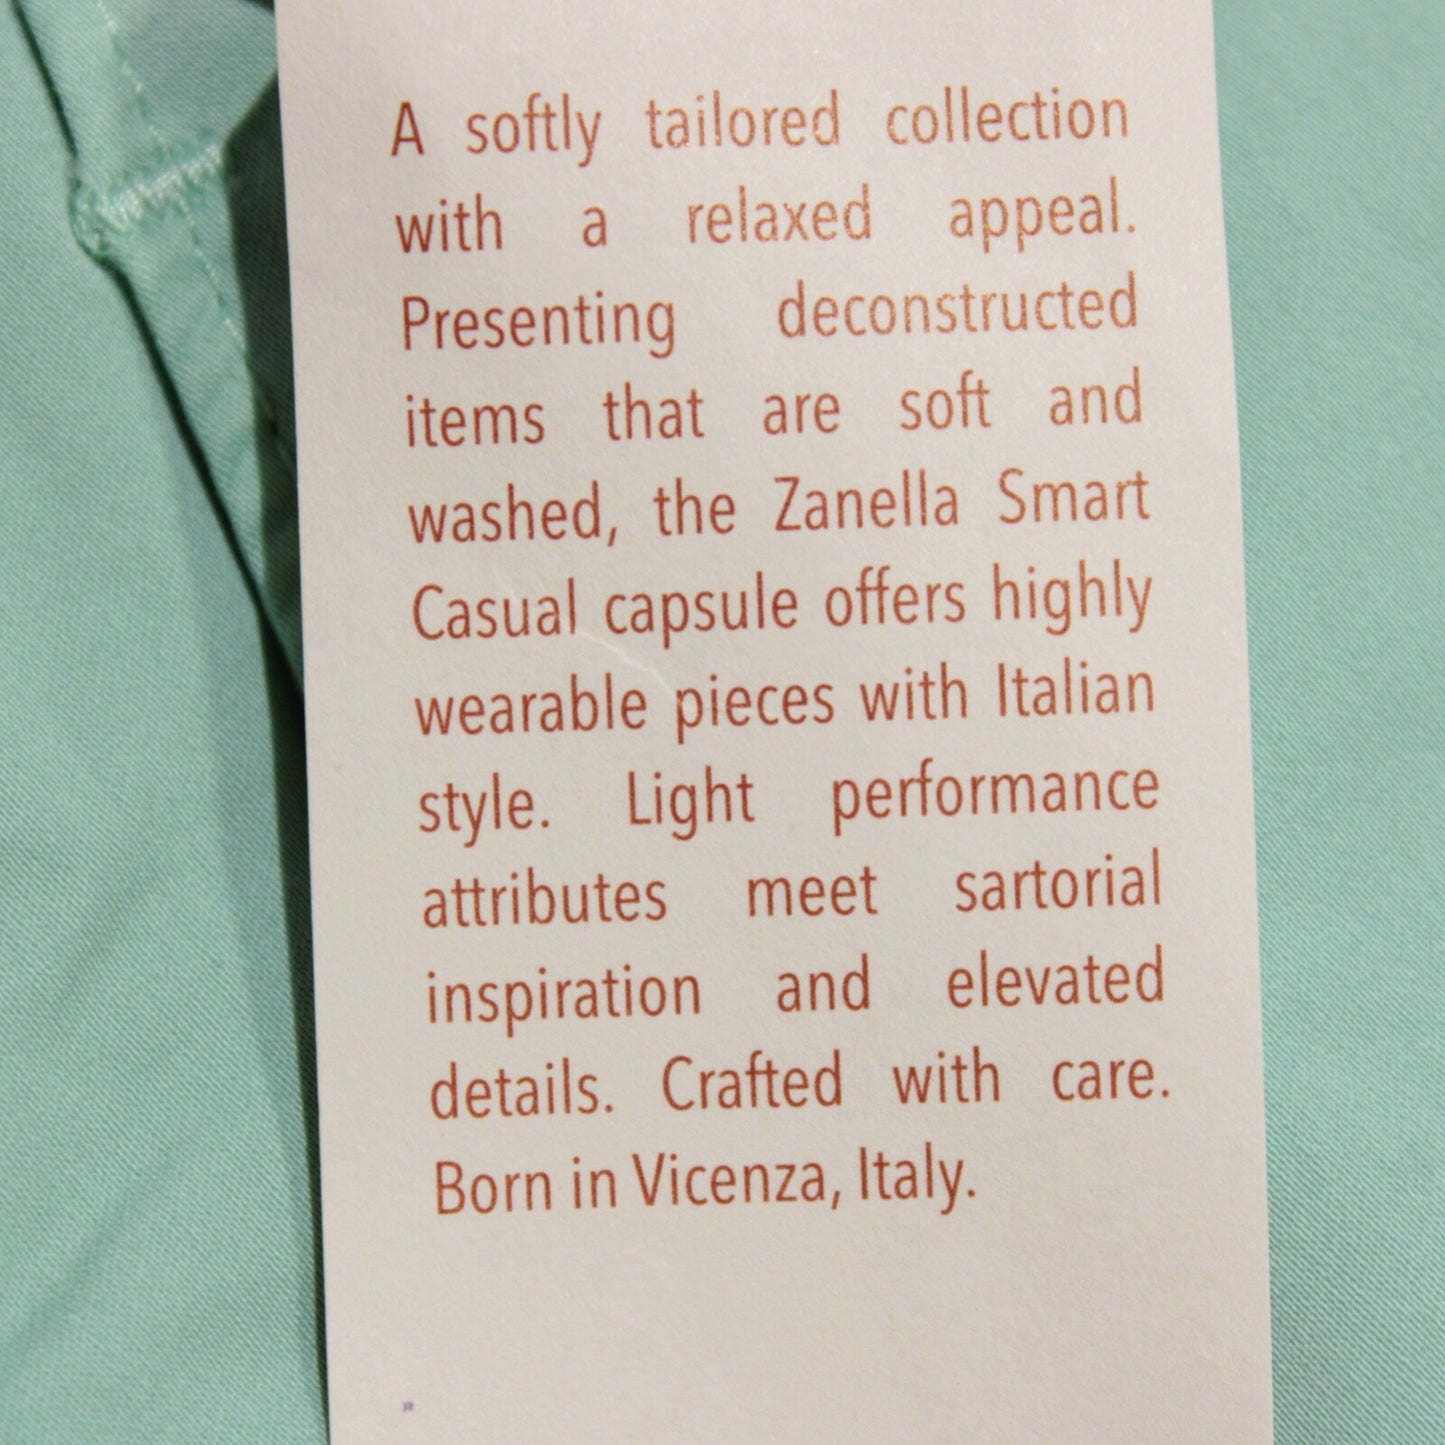 A softly tailored collection
with a relaxed appeal.
Presenting deconstructed
items that are soft and
washed, the Zanella Smart
Casual capsule offers highly
wearable pieces with Italian
style. Light performance
attributes meet sartorial
inspiration and elevated
details. Crafted with care.
Born in Vicenza, Italy.